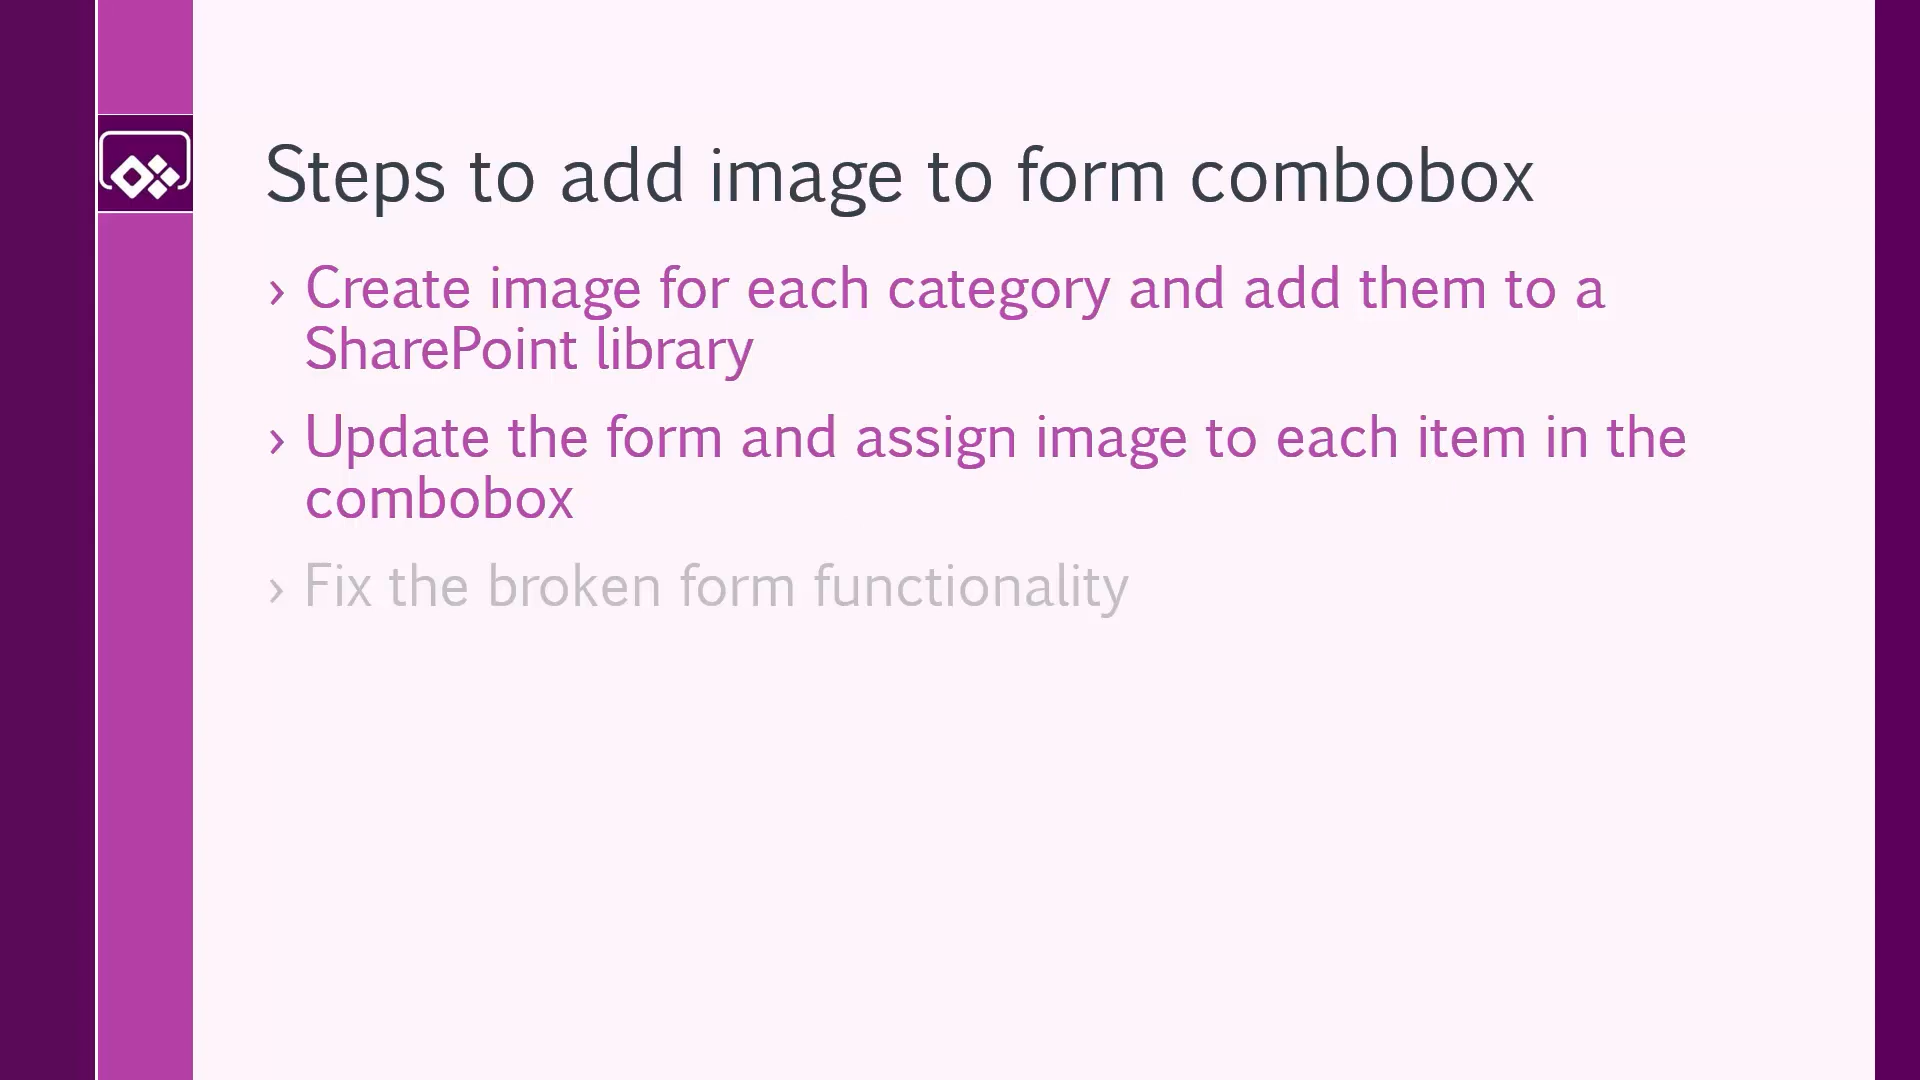 Steps to add image to form combobox
› Create image for each category and add them to a
SharePoint library
› Update the form and assign image to each item in the
combobox
› Fix the broken form functionality